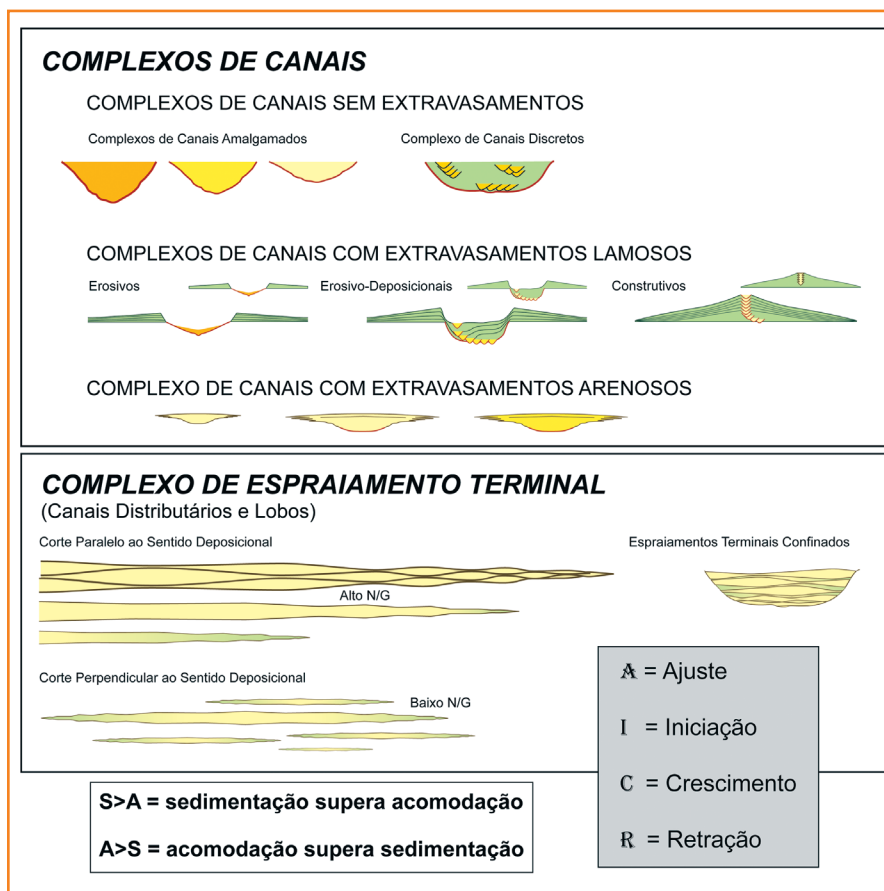 COMPLEXOS DE CANAIS
COMPLEXOS DE CANAIS SEM EXTRAVASAMENTOS
Complexos de Canais Amalgamados
Complexo de Canais Discretos
COMPLEXOS DE CANAIS COM EXTRAVASAMENTOS LAMOSOS
Erosivos
Erosivo-Deposicionais
Construtivos
COMPLEXO DE CANAIS COM EXTRAVASAMENTOS ARENOSOS
COMPLEXO DE ESPRAIAMENTO TERMINAL
(Canais Distributários e Lobos)
Corte Paralelo ao Sentido Deposicional
Espraiamentos Terminais Confinados
Alto N/G
Corte Perpendicular ao Sentido Deposicional
Baixo N/G
A = Ajuste
I = Iniciação
C = Crescimento
R = Retração
S>A = sedimentação supera acomodação
A>S = acomodação supera sedimentação